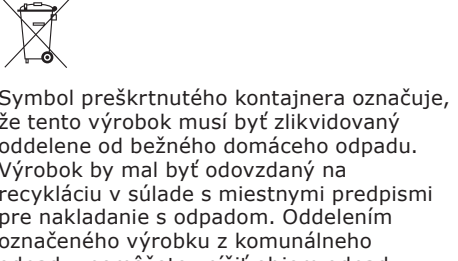 Symbol preškrtnutého kontajnera označuje,
že tento výrobok musí byť zlikvidovaný
oddelene od bežného domáceho odpadu.
Výrobok by mal byť odovzdaný na
recykláciu v súlade s miestnymi predpismi
pre nakladanie s odpadom. Oddelením
označeného výrobku z komunálneho